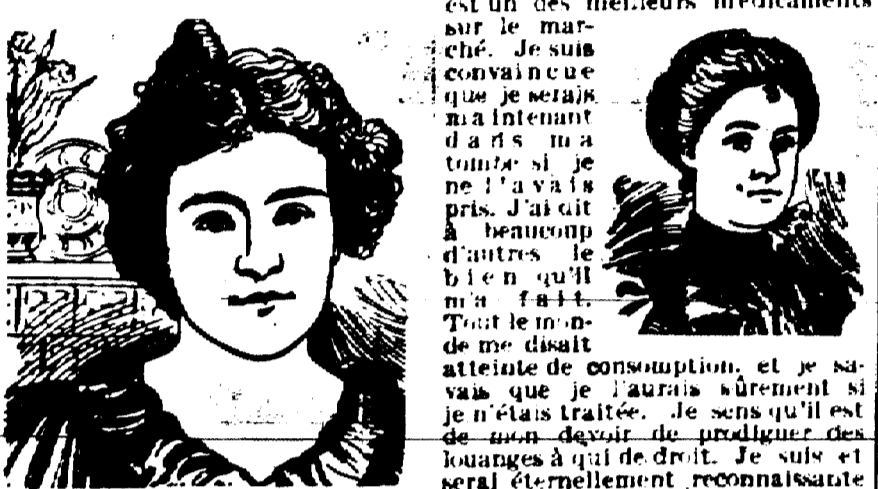 est un des meilleurs médicaments
sur le mar-
ché. Je suis
convaincue
que je serais
maintenant
dans ma
tombe si je
ne l'avais
pris. J'ai dit
à beaucoup
d'autres le
bien qu'il
m'a fait.
Tout le mon-
de me disait
atteinte de consomption, et je sa-
vais que je l'aurais sûrement si
je n'étais traitée. Je sens qu'il est
de mon devoir de prodiguer des
louanges à qui de droit. Je suis et
serai éternellement reconnaissante